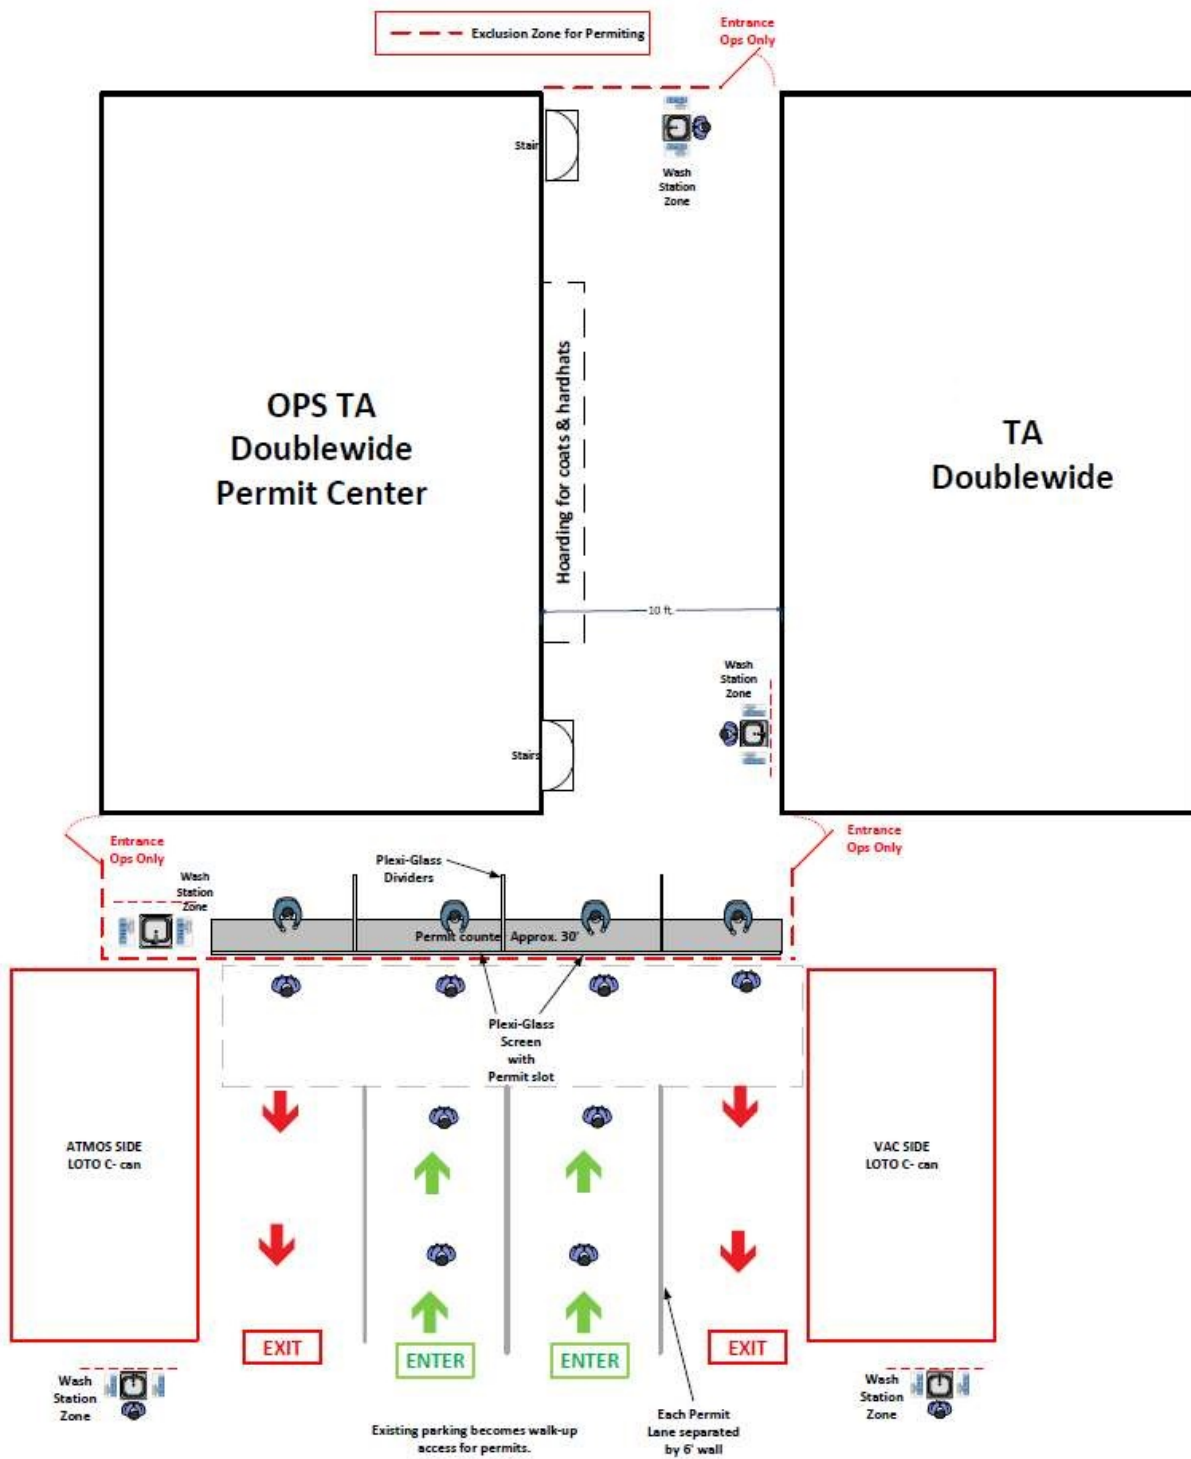 Exclusion Zone for Permiting
Entrance
Ops Only
Stair
Wash
Station
Zone
OPS TA
Doublewide
Permit Center
Hoarding for coats & hardhats
TA
Doublewide
10 ft.
Wash
Station
Zone
Stairs
Entrance
Ops Only
Entrance
Ops Only
Plexi-Glass
Dividers
Wash
Station
Zone
Permit counte Approx. 30'
Plexi-Glass
Screen
with
Permit slot
ATMOS SIDE
LOTO C- can
VAC SIDE
LOTO C- can
EXIT
ENTER
ENTER
EXIT
Wash
Station
Zone
Wash
Station
Zone
Existing parking becomes walk-up
access for permits.
Each Permit
Lane separated
by 6' wall